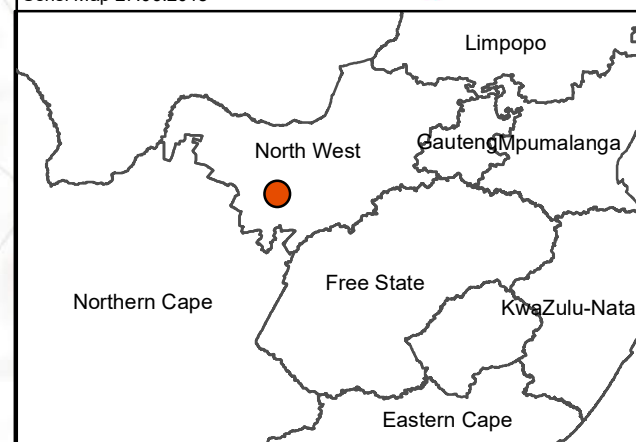 Limpopo
North West
Gauteng
Mpumalanga
Northern Cape
Free State
KwaZulu-Nata
Eastern Cape